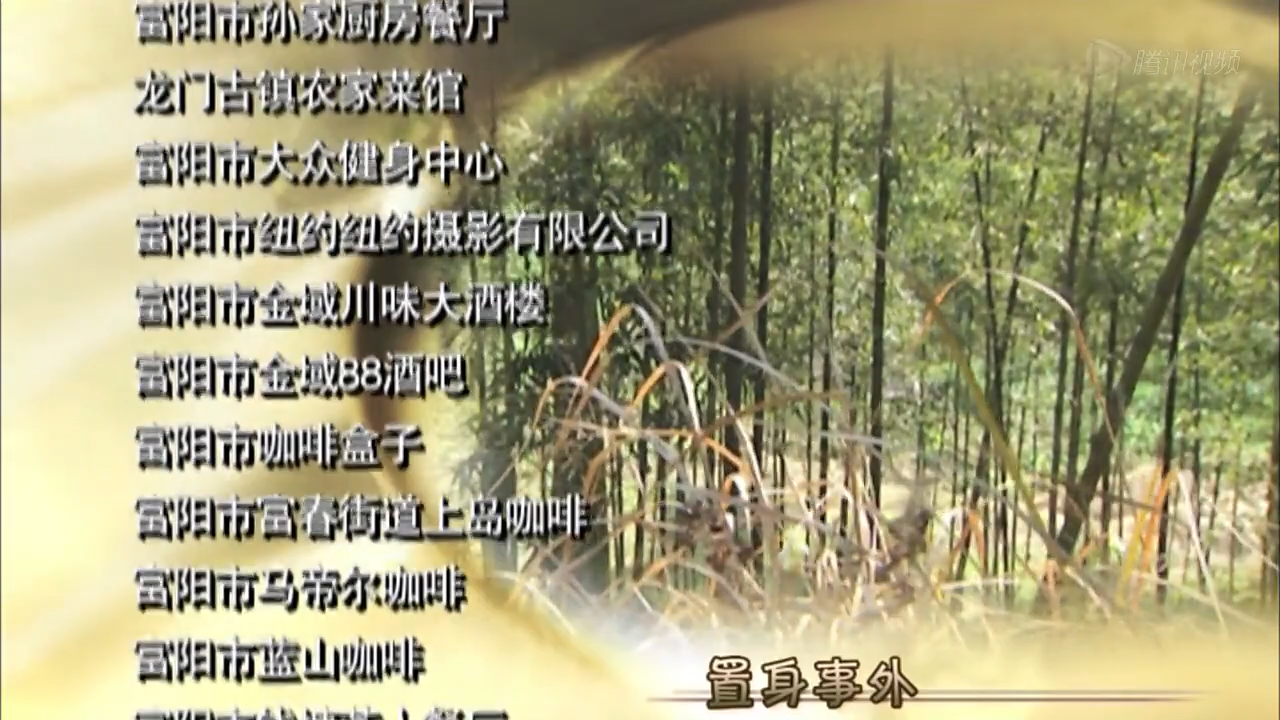 富阳市孙家厨房餐厅
腾讯视频
龙门古镇农家菜馆
富阳市大众健身中心
富阳市纽约纽约摄影有限公司
富阳市金域川味大酒楼
富阳市金域88酒吧
富阳市咖啡盒子
富阳市富春街道上岛咖啡
富阳市马帝尔咖啡
富阳市蓝山咖啡
置身事外